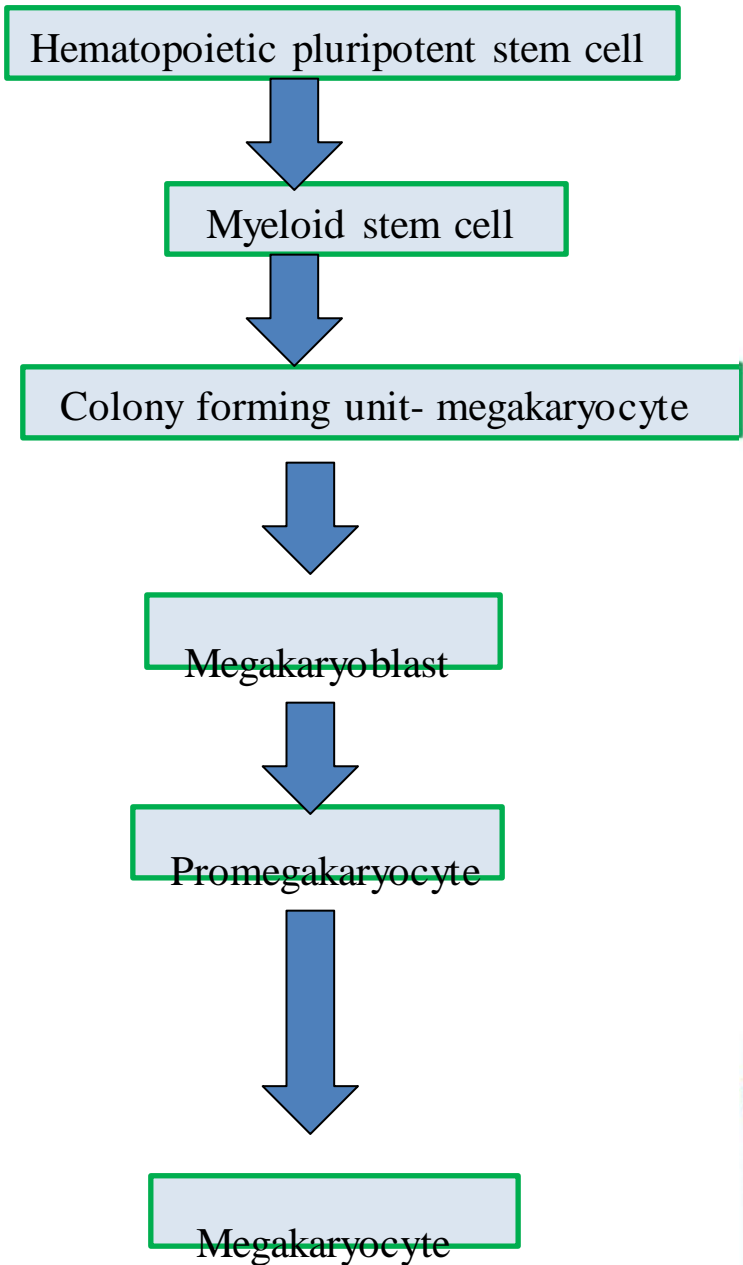 Hematopoietic pluripotent stem cell
Myeloid stem cell
Colony forming unit- megakaryocyte
Megakaryoblast
Promegakaryocyte
Megakaryocyte